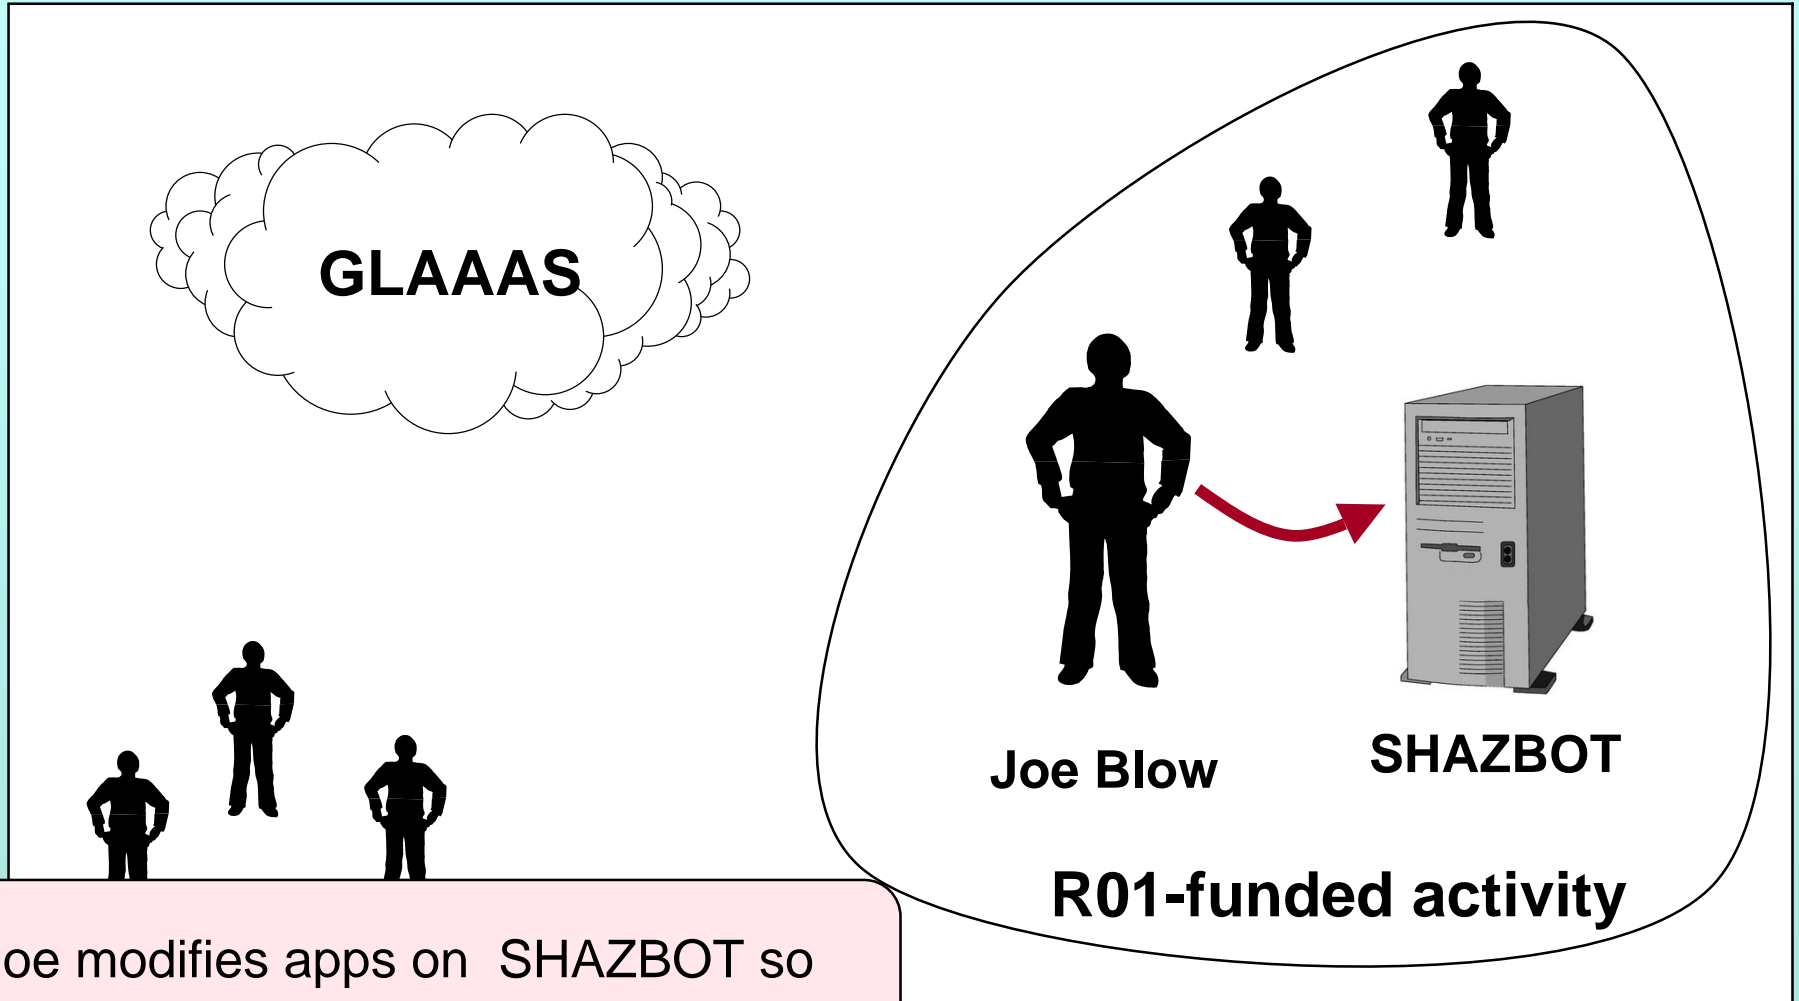 GLAAAS
Joe Blow
SHAZBOT
R01-funded activity
oe modifies apps on SHAZBOT so